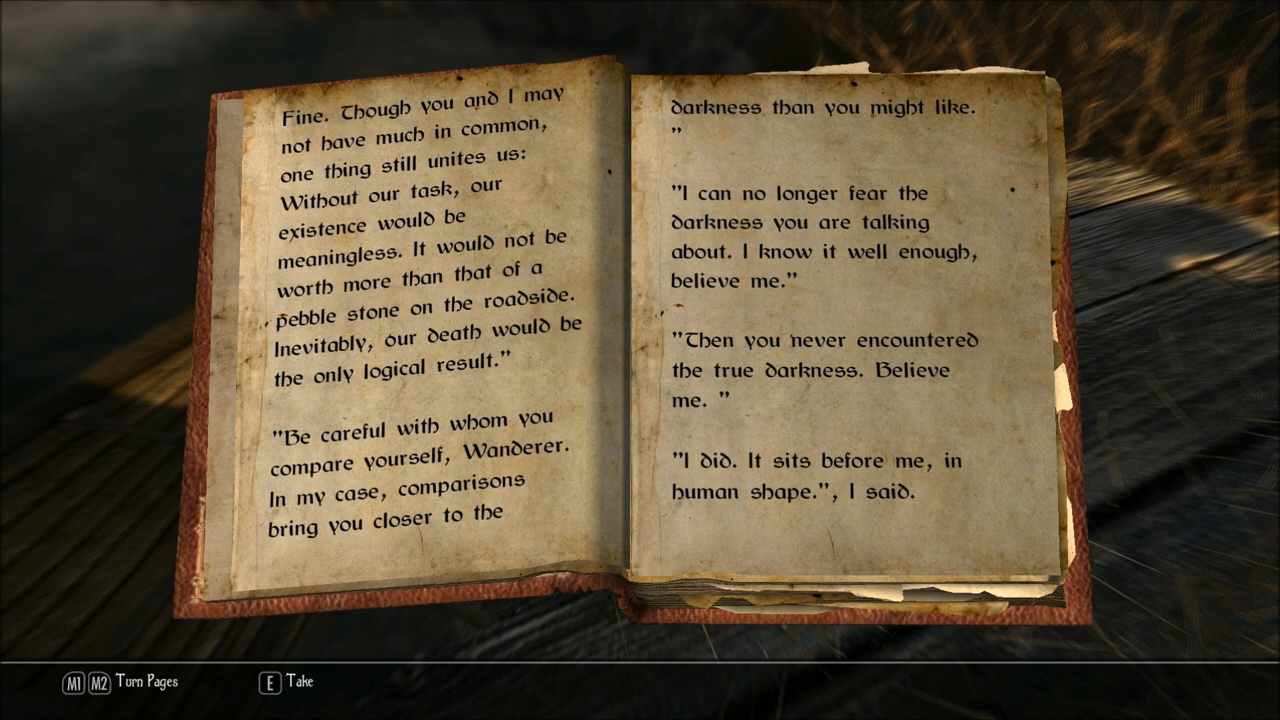 Fine. Though you and I may
not have much in common,
one thing still unites us:
Without our task, our
existence would be
meaningless. It would not be
worth more than that of a
pebble stone on the roadside.
Inevitably, our death would be
the only logical result."
"Be careful with whom you
compare yourself, Wanderer.
In my case, comparisons
bring you closer to the
darkness than you might like.
"
"I can no longer fear the
darkness you are talking
about. I know it well enough,
believe me."
"Then you never encountered
the true darkness. Believe
me. "
"I did. It sits before me, in
human shape.", I said.
M1 M2 Turn Pages
E Take